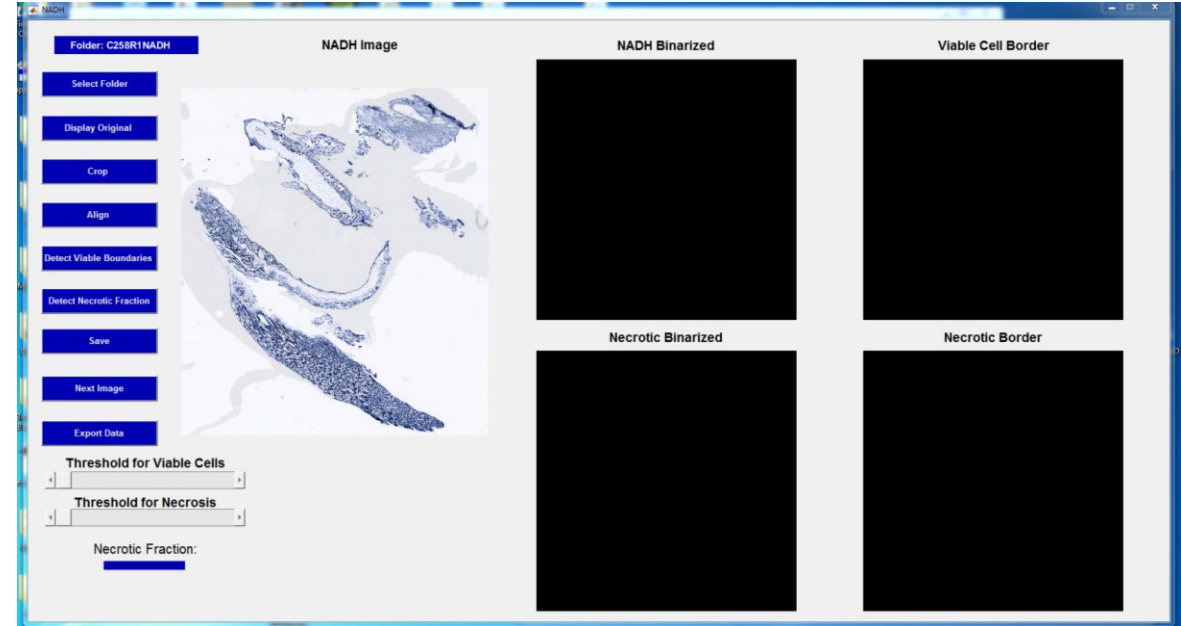 NADH
Folder: C258R1NADH
NADH Image
NADH Binarized
Viable Cell Border
Select Folder
Display Original
Crop
Align
Detect Viable Boundaries
Detect Necrotic Fraction
Save
Necrotic Binarized
Necrotic Border
Next Image
Export Data
Threshold for Viable Cells
Threshold for Necrosis
Necrotic Fraction: